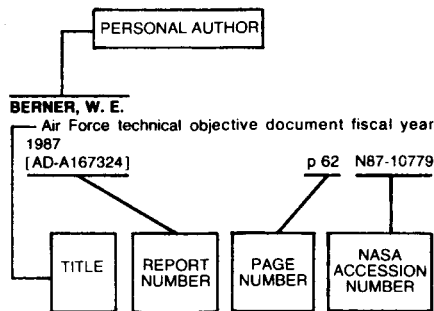 PERSONAL AUTHOR
BERNER, W. E.
Air Force technical objective document fiscal year
1987
[AD-A167324] p 62 N87-10779
TITLE
REPORT
NUMBER
PAGE
NUMBER
NASA
ACCESSION
NUMBER